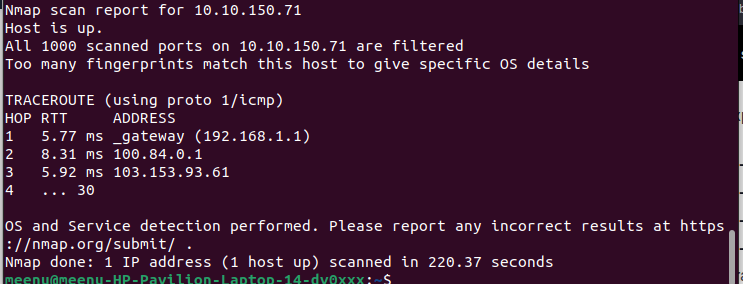 Nmap scan report for 10.10.150.71
Host is up.
All 1000 scanned ports on 10.10.150.71 are filtered
Too many fingerprints match this host to give specific OS details
TRACEROUTE (using proto 1/icmp)
HOP RTT     ADDRESS
1   5.77 ms _gateway (192.168.1.1)
2   8.31 ms 100.84.0.1
3   5.92 ms 103.153.93.61
4   ... 30
OS and Service detection performed. Please report any incorrect results at https
://nmap.org/submit/ .
Nmap done: 1 IP address (1 host up) scanned in 220.37 seconds
meenu@meenu-HP-Pavilion-Laptop-14-dv0xxx:~$